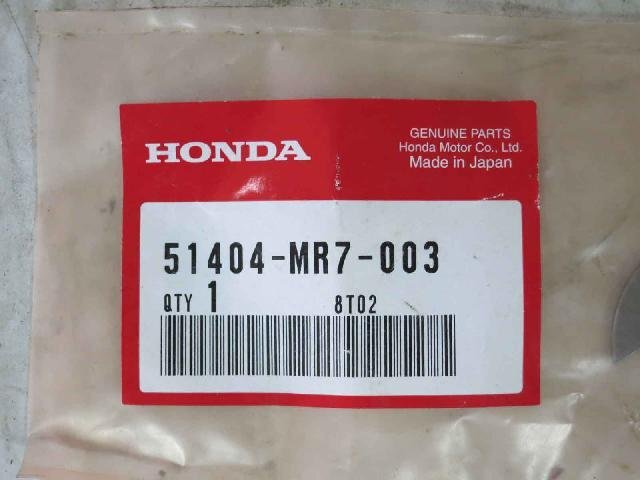 HONDA
GENUINE PARTS
Honda Motor Co., Ltd.
Made in Japan
51404-MR7-003
QTY 1 8T02